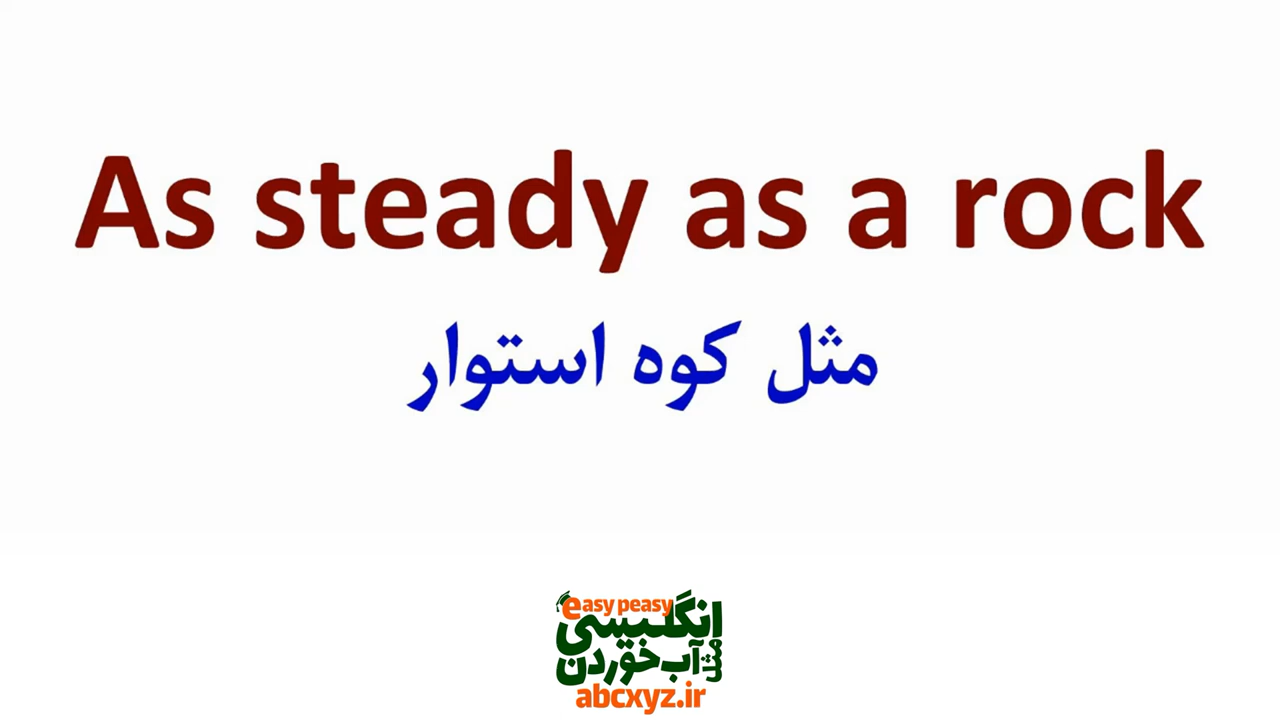 As steady as a rock
مثل کوه استوار
easy peasy
انگلیسی
مثل آب خوردن
abcxyz.ir